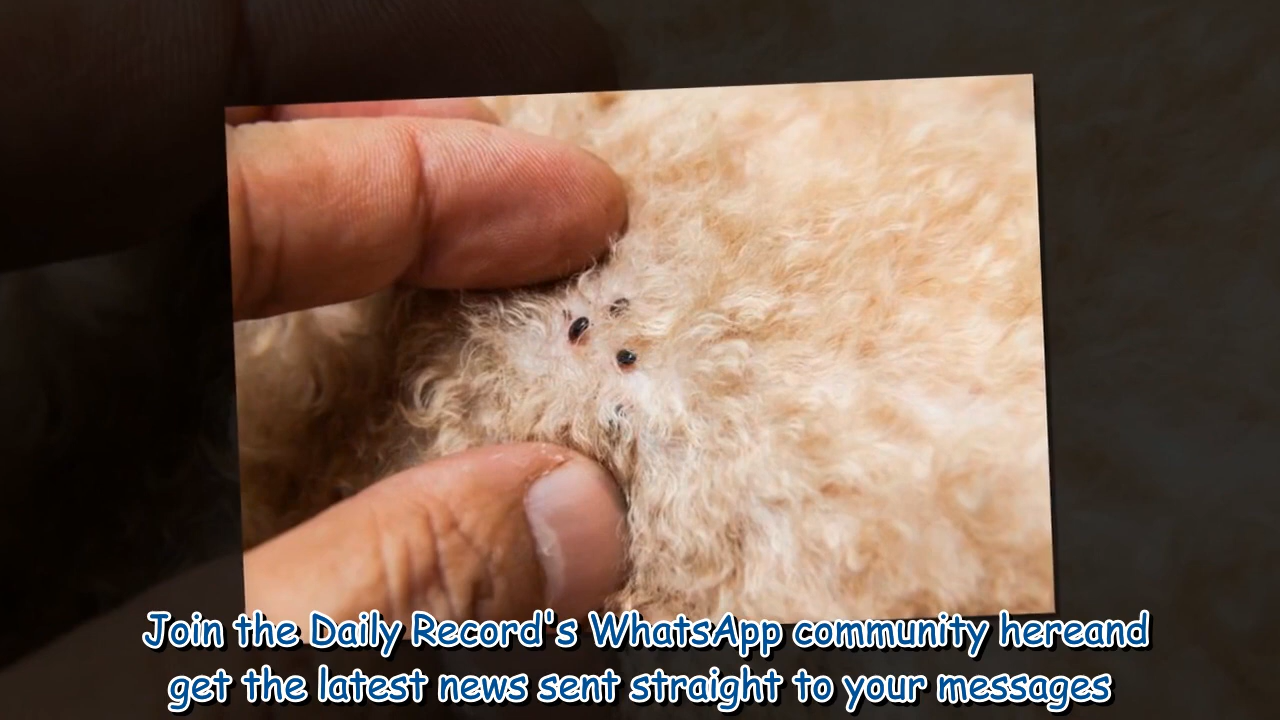 Join the Daily Record's WhatsApp community hereand
get the latest news sent straight to your messages